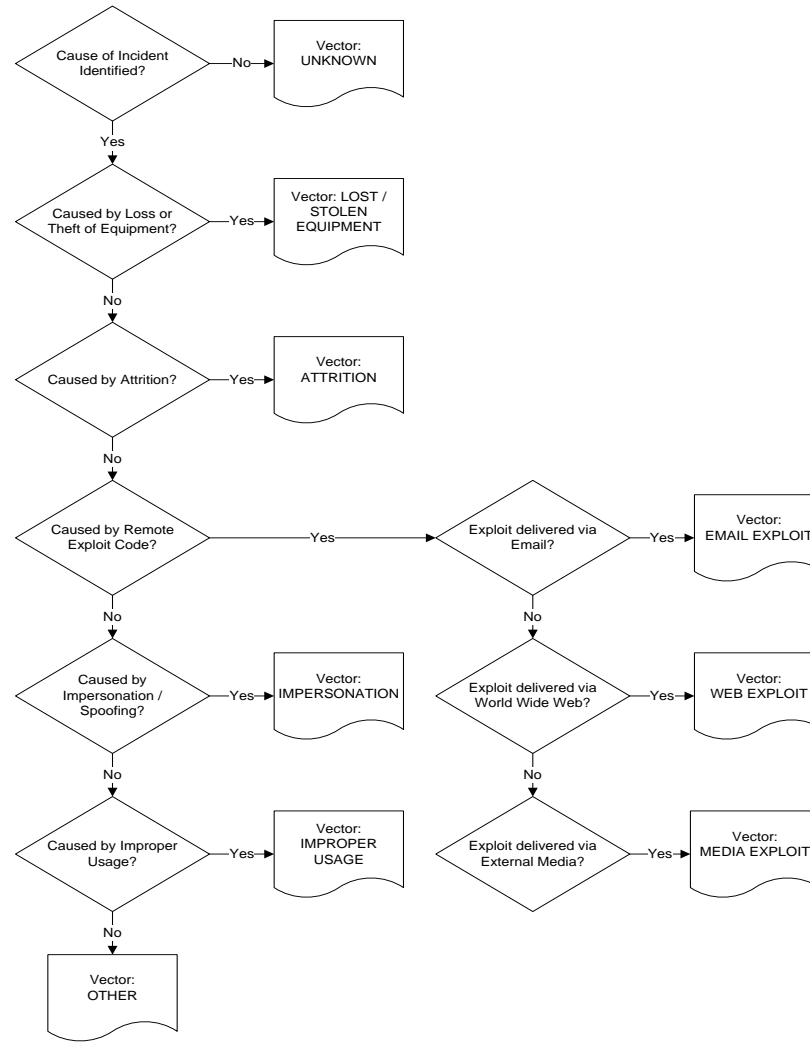 Cause of Incident
Identified?
No
Vector:
UNKNOWN
Yes
Caused by Loss or
Theft of Equipment?
Yes
Vector: LOST /
STOLEN
EQUIPMENT
No
Caused by Attrition?
Yes
Vector:
ATTRITION
No
Caused by Remote
Exploit Code?
Yes
Exploit delivered via
Email?
Yes
Vector:
EMAIL EXPLOIT
No
No
Caused by
Impersonation /
Spoofing?
Yes
Vector:
IMPERSONATION
Exploit delivered via
World Wide Web?
Yes
Vector:
WEB EXPLOIT
No
No
Caused by Improper
Usage?
Yes
Vector:
IMPROPER
USAGE
Exploit delivered via
External Media?
Yes
Vector:
MEDIA EXPLOIT
No
Vector:
OTHER